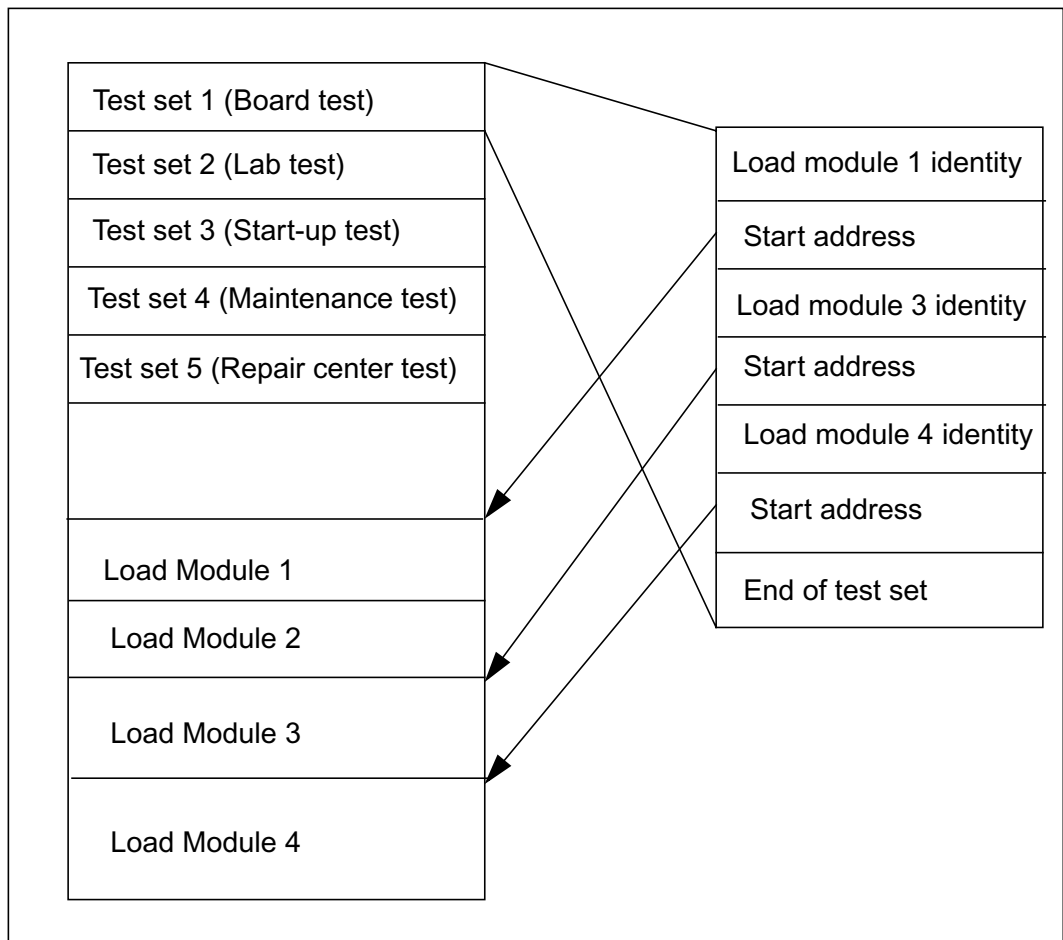 Test set 1 (Board test)
Test set 2 (Lab test)
Test set 3 (Start-up test)
Test set 4 (Maintenance test)
Test set 5 (Repair center test)
Load Module 1
Load Module 2
Load Module 3
Load Module 4
Load module 1 identity
Start address
Load module 3 identity
Start address
Load module 4 identity
Start address
End of test set